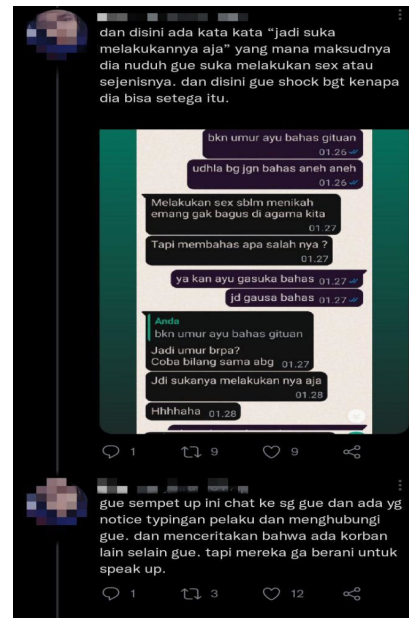 dan disini ada kata kata “jadi suka
melakukannya aja” yang mana maksudnya
dia nuduh gue suka melakukan sex atau
sejenisnya. dan disini gue shock bgt kenapa
dia bisa setega itu.
bkn umur ayu bahas gituan
01.26
udhla bg jgn bahas aneh aneh
01.26
Melakukan sex sblm menikah
emang gak bagus di agama kita
01.27
Tapi membahas apa salah nya ?
01.27
ya kan ayu gasuka bahas 01.27
jd gausa bahas 01.27
Anda
bkn umur ayu bahas gituan
Jadi umur brpa?
Coba bilang sama abg 01.27
Jdi sukanya melakukan nya aja
01.28
Hhhhaha 01.28
1 9 9
gue sempet up ini chat ke sg gue dan ada yg
notice typingan pelaku dan menghubungi
gue. dan menceritakan bahwa ada korban
lain selain gue. tapi mereka ga berani untuk
speak up.
1 3 12